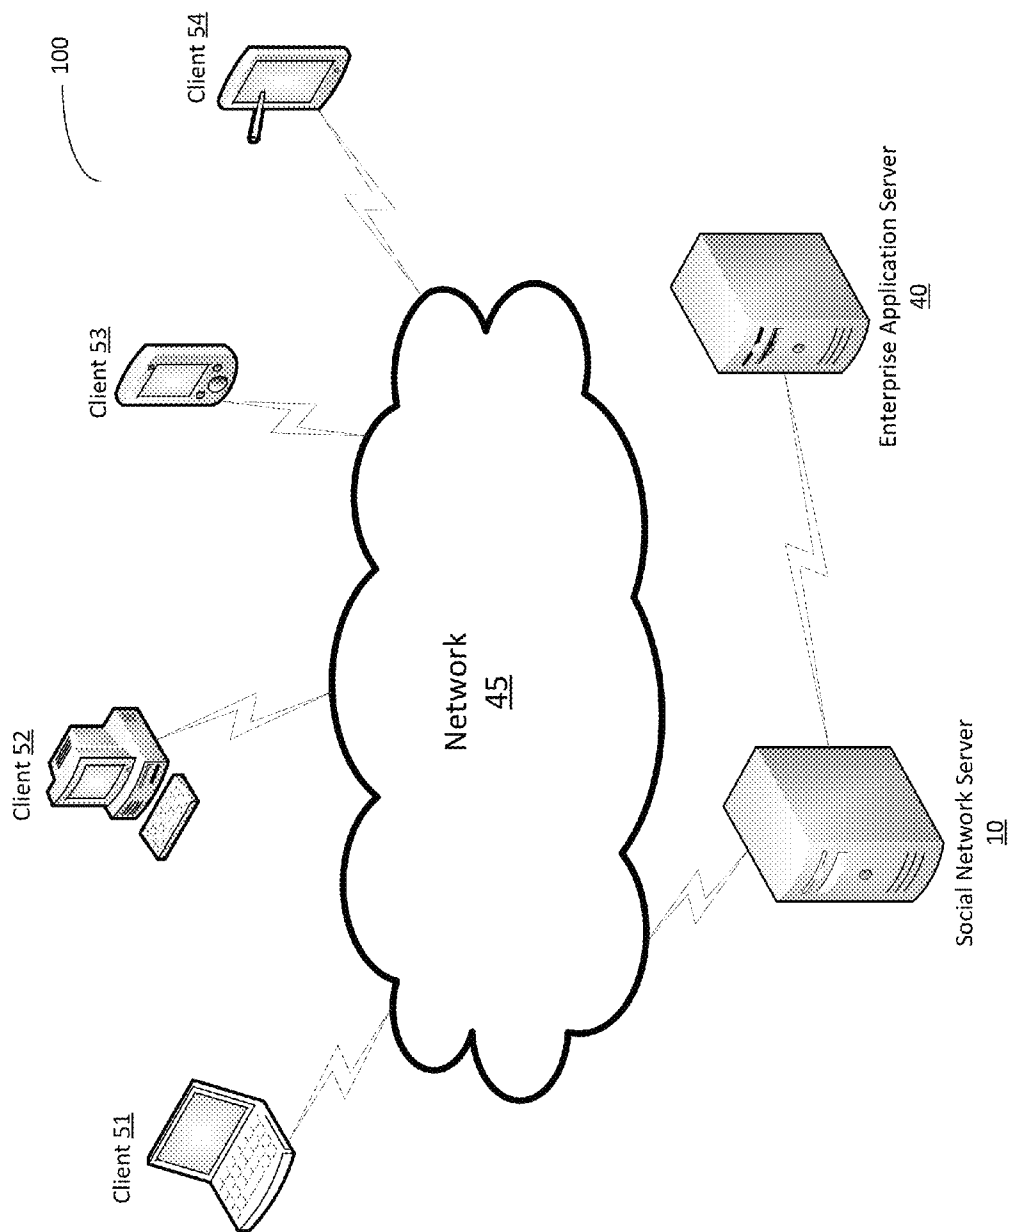 100
Client 51
Client 52
Client 53
Client 54
Network
45
Social Network Server
10
Enterprise Application Server
40